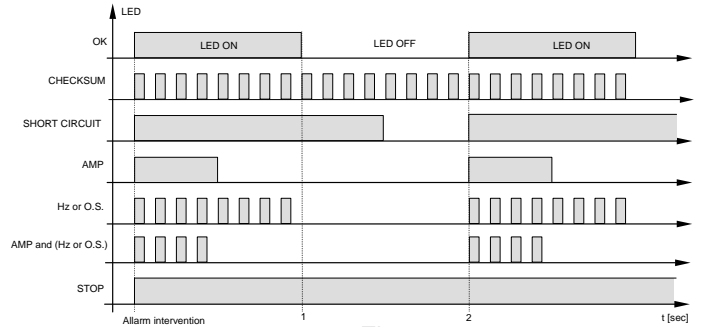 LED
OK
LED ON
LED OFF
LED ON
CHECKSUM
SHORT CIRCUIT
AMP
Hz or O.S.
AMP and (Hz or O.S.)
STOP
Allarm intervention
1
2
t [sec]